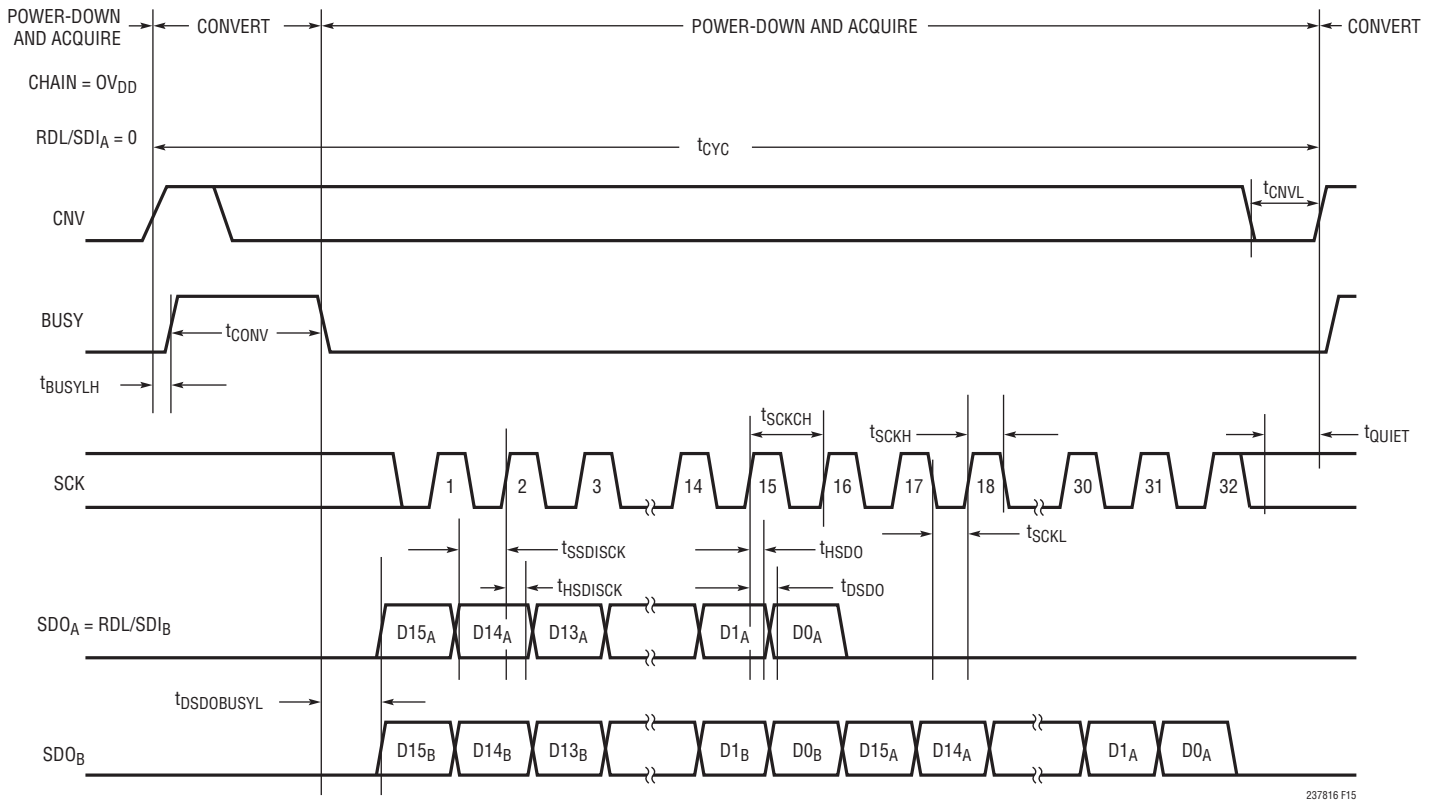 POWER-DOWN
AND ACQUIRE
CONVERT
POWER-DOWN AND ACQUIRE
CONVERT
CHAIN = OVDD
RDL/SDIA = 0
tCYC
CNV
tCNVL
BUSY
tCONV
tBUSYLH
tSCKCH
tSCKH
tQUIET
SCK
1
2
3
14
15
16
17
18
30
31
32
tSSDISCK
tHSDO
tSCKL
tHSDISCK
tDSDO
SDOA = RDL/SDIB
D15A
D14A
D13A
D1A
D0A
tDSDOBUSYL
SDOB
D15B
D14B
D13B
D1B
D0B
D15A
D14A
D1A
D0A
237816 F15